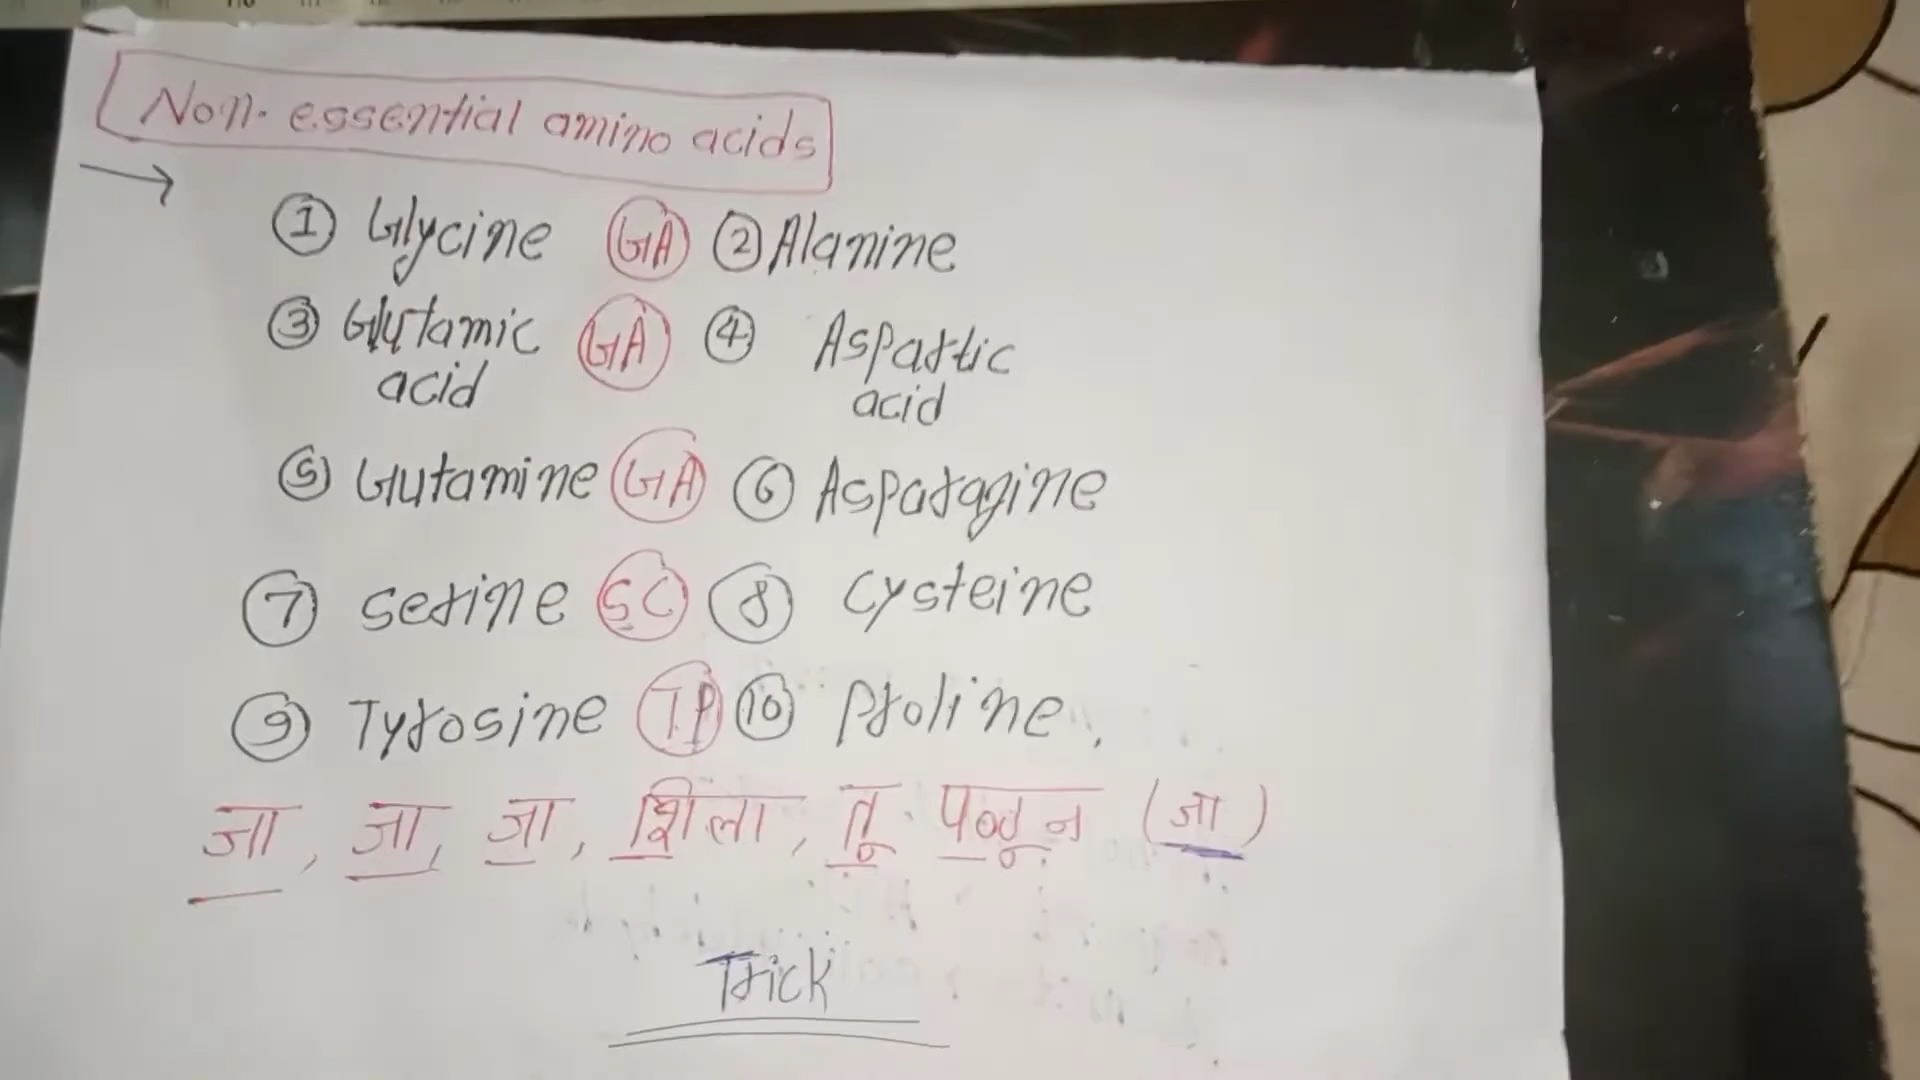 Non-essential amino acids
→
① Glycine GA ② Alanine
③ Glutamic acid GA ④ Aspartic acid
⑤ Glutamine GA ⑥ Asparagine
⑦ serine SC ⑧ cysteine
⑨ Tyrosine TP ⑩ proline,
जा, जा, जा, शिला, तू (जा)
Trick